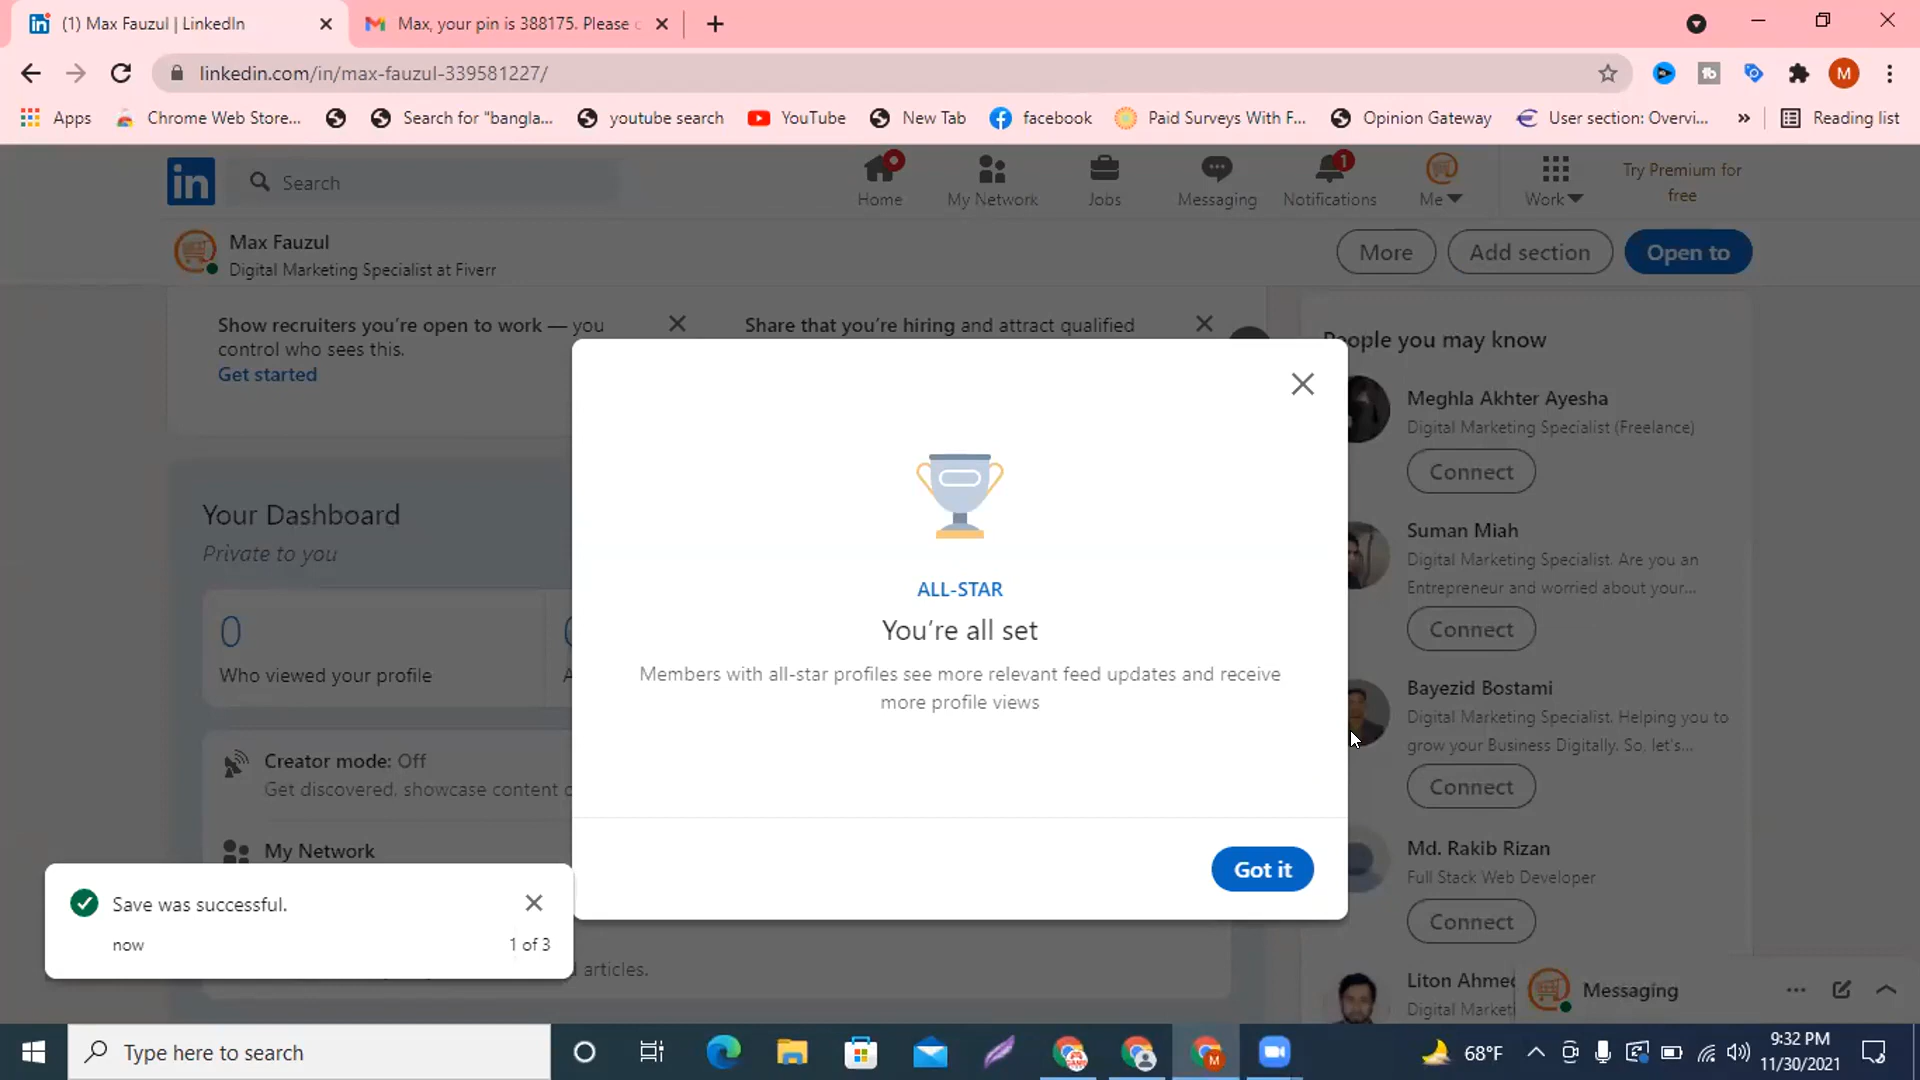 (1) Max Fauzul | LinkedIn
Max, your pin is 388175. Please c
linkedin.com/in/max-fauzul-339581227/
M
Apps
Chrome Web Store...
Search for "bangla...
youtube search
YouTube
New Tab
facebook
Paid Surveys With F...
Opinion Gateway
User section: Overvi...
»
Reading list
in
Search
Home
My Network
Jobs
Messaging
1
Notifications
Me
Work
Try Premium for
free
Max Fauzul
Digital Marketing Specialist at Fiverr
More
Add section
Open to
Show recruiters you're open to work — you
control who sees this.
Get started
Share that you're hiring and attract qualified
People you may know
Meghla Akhter Ayesha
Digital Marketing Specialist (Freelance)
Connect
Suman Miah
Digital Marketing Specialist. Are you an
Entrepreneur and worried about your...
Connect
Bayezid Bostami
Digital Marketing Specialist. Helping you to
grow your Business Digitally. So, let's...
Connect
Md. Rakib Rizan
Full Stack Web Developer
Connect
Liton Ahmed
Digital Marketi
Your Dashboard
Private to you
0
Who viewed your profile
A
Creator mode: Off
Get discovered, showcase content o
My Network
articles.
ALL-STAR
You're all set
Members with all-star profiles see more relevant feed updates and receive
more profile views
Got it
Save was successful.
now
1 of 3
Messaging
Type here to search
68°F
9:32 PM
11/30/2021